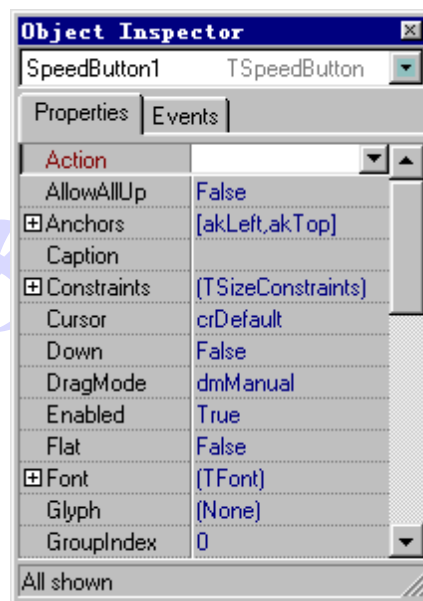 Object Inspector
SpeedButton1 TSpeedButton
Properties Events
Action
AllowAllUp False
Anchors [akLeft,akTop]
Caption
Constraints (TSizeConstraints)
Cursor crDefault
Down False
DragMode dmManual
Enabled True
Flat False
Font (TFont)
Glyph (None)
GroupIndex 0
All shown